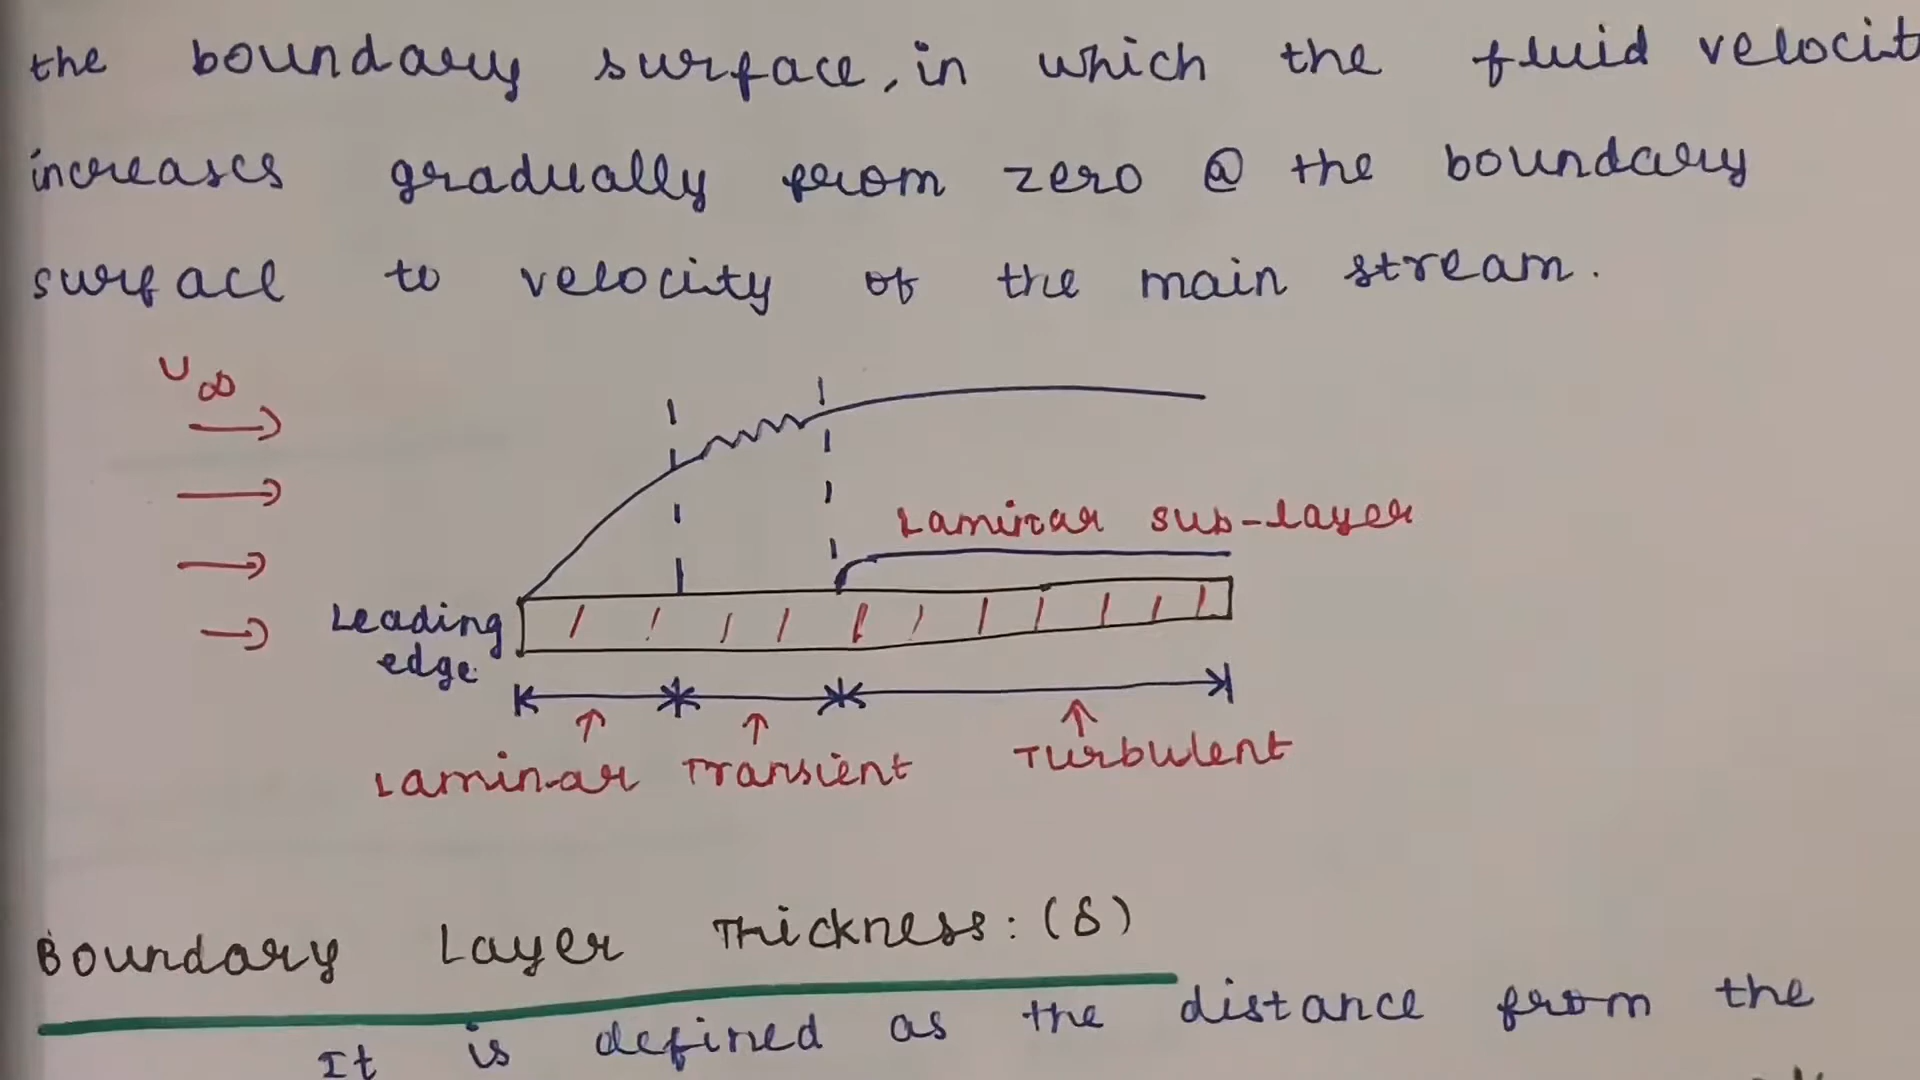 the boundary surface, in which the fluid velocit
increases gradually from zero @ the boundary
surface to velocity of the main stream.
U∞
Laminar sub-layer
Leading
edge
Laminar Transient Turbulent
Boundary Layer Thickness: (δ)
It is defined as the distance from the